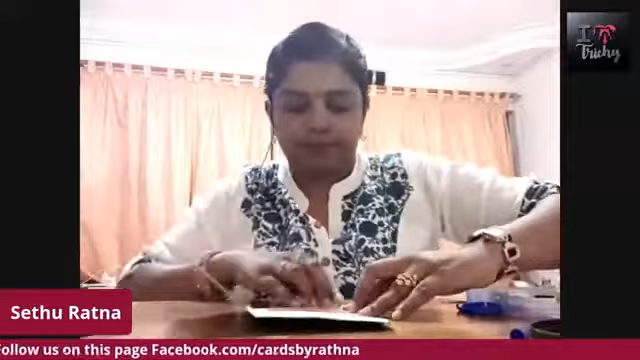 I
Trichy
Sethu Ratna
Follow us on this page Facebook.com/cardsbyrathna